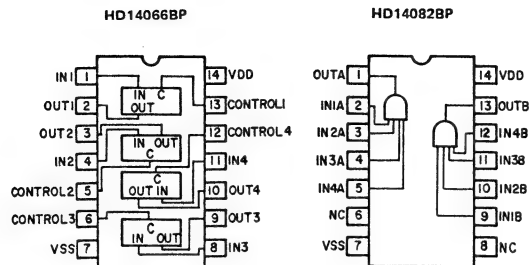 HD14066BP
IN1 1
OUT1 2
OUT2 3
IN2 4
CONTROL2 5
CONTROL3 6
VSS 7
14 VDD
13 CONTROL1
12 CONTROL4
11 IN4
10 OUT4
9 OUT3
8 IN3
IN C
OUT
IN OUT
C
C
OUT IN
C
IN OUT
HD14082BP
OUTA 1
IN1A 2
IN2A 3
IN3A 4
IN4A 5
NC 6
VSS 7
14 VDD
13 OUTB
12 IN4B
11 IN3B
10 IN2B
9 IN1B
8 NC